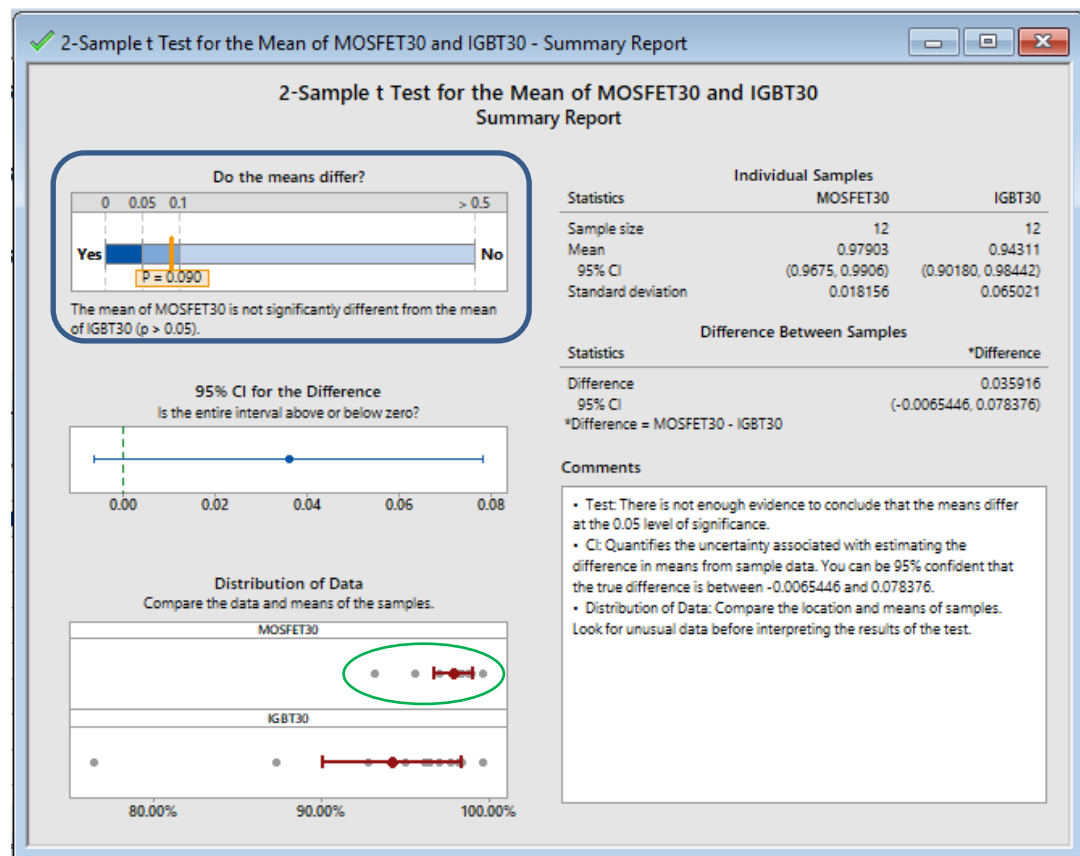 2-Sample t Test for the Mean of MOSFET30 and IGBT30 - Summary Report
2-Sample t Test for the Mean of MOSFET30 and IGBT30
Summary Report
Do the means differ?
0 0.05 0.1 > 0.5
Yes No
P = 0.090
The mean of MOSFET30 is not significantly different from the mean
of IGBT30 (p > 0.05).
95% CI for the Difference
Is the entire interval above or below zero?
0.00 0.02 0.04 0.06 0.08
Distribution of Data
Compare the data and means of the samples.
MOSFET30
IGBT30
80.00% 90.00% 100.00%
Individual Samples
Statistics MOSFET30 IGBT30
Sample size 12 12
Mean 0.97903 0.94311
95% CI (0.9675, 0.9906) (0.90180, 0.98442)
Standard deviation 0.018156 0.065021
Difference Between Samples
Statistics *Difference
Difference 0.035916
95% CI (-0.0065446, 0.078376)
*Difference = MOSFET30 - IGBT30
Comments
• Test: There is not enough evidence to conclude that the means differ
at the 0.05 level of significance.
• CI: Quantifies the uncertainty associated with estimating the
difference in means from sample data. You can be 95% confident that
the true difference is between -0.0065446 and 0.078376.
• Distribution of Data: Compare the location and means of samples.
Look for unusual data before interpreting the results of the test.